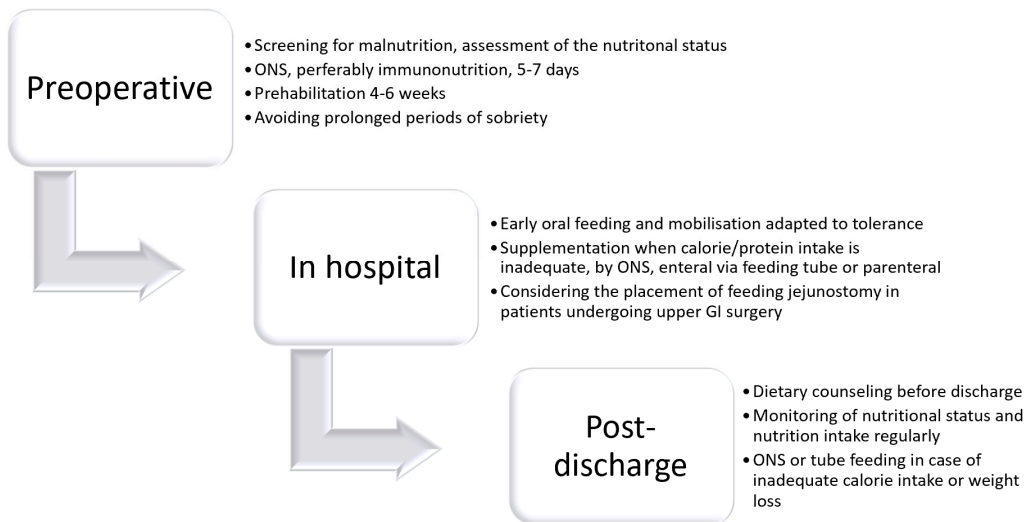 Preoperative
•Screening for malnutrition, assessment of the nutritonal status
•ONS, perferably immunonutrition, 5-7 days
•Prehabilitation 4-6 weeks
•Avoiding prolonged periods of sobriety
In hospital
•Early oral feeding and mobilisation adapted to tolerance
•Supplementation when calorie/protein intake is
inadequate, by ONS, enteral via feeding tube or parenteral
•Considering the placement of feeding jejunostomy in
patients undergoing upper GI surgery
Post-
discharge
•Dietary counseling before discharge
•Monitoring of nutritional status and
nutrition intake regularly
•ONS or tube feeding in case of
inadequate calorie intake or weight
loss